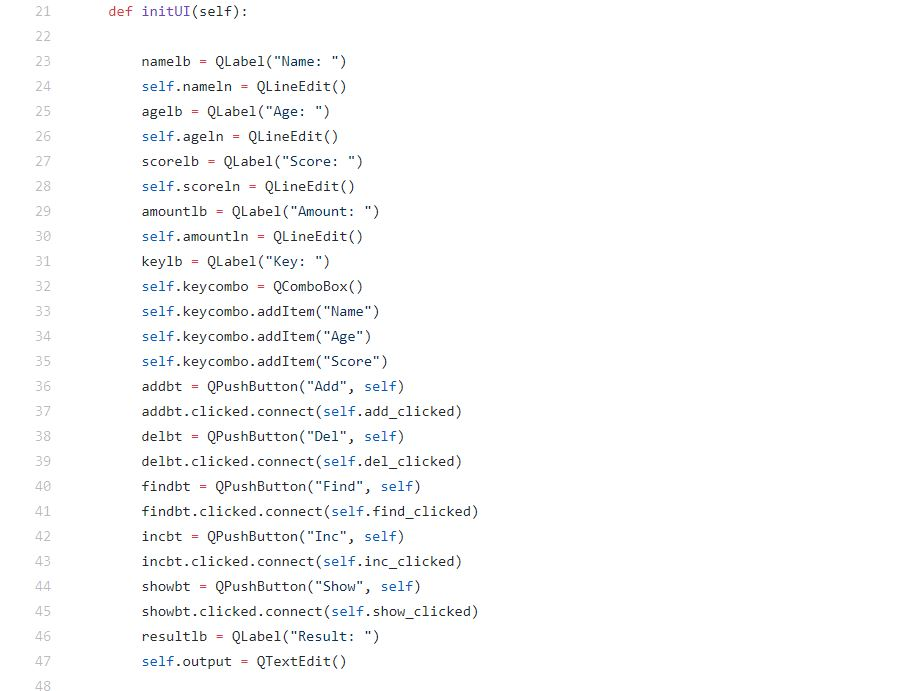 21 def initUI(self):
22
23 namelb = QLabel("Name: ")
24 self.nameln = QLineEdit()
25 agelb = QLabel("Age: ")
26 self.ageln = QLineEdit()
27 scorelb = QLabel("Score: ")
28 self.scoreln = QLineEdit()
29 amountlb = QLabel("Amount: ")
30 self.amountln = QLineEdit()
31 keylb = QLabel("Key: ")
32 self.keycombo = QComboBox()
33 self.keycombo.addItem("Name")
34 self.keycombo.addItem("Age")
35 self.keycombo.addItem("Score")
36 addbt = QPushButton("Add", self)
37 addbt.clicked.connect(self.add_clicked)
38 delbt = QPushButton("Del", self)
39 delbt.clicked.connect(self.del_clicked)
40 findbt = QPushButton("Find", self)
41 findbt.clicked.connect(self.find_clicked)
42 incbt = QPushButton("Inc", self)
43 incbt.clicked.connect(self.inc_clicked)
44 showbt = QPushButton("Show", self)
45 showbt.clicked.connect(self.show_clicked)
46 resultlb = QLabel("Result: ")
47 self.output = QTextEdit()
48